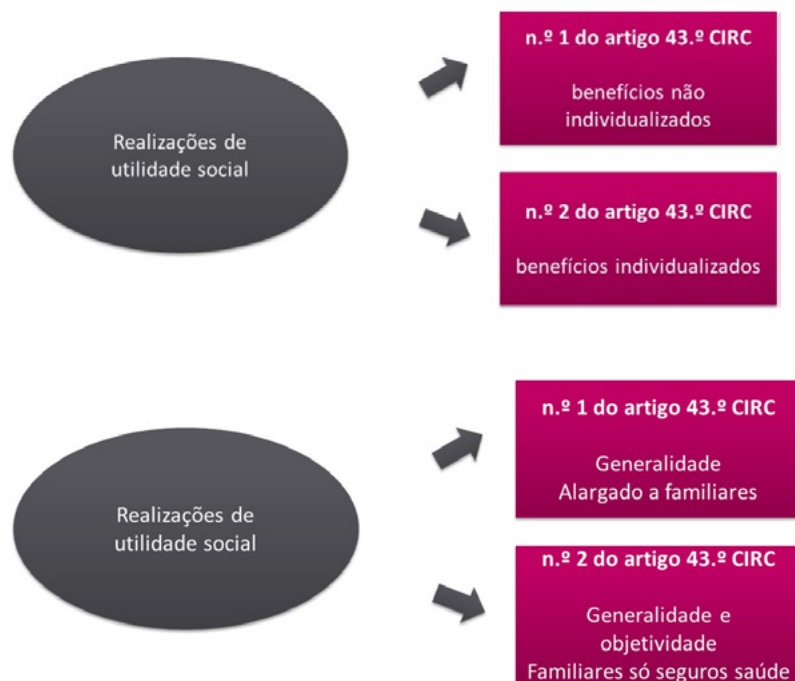 Realizações de
utilidade social
n.º 1 do artigo 43.º CIRC
benefícios não
individualizados
n.º 2 do artigo 43.º CIRC
benefícios individualizados
Realizações de
utilidade social
n.º 1 do artigo 43.º CIRC
Generalidade
Alargado a familiares
n.º 2 do artigo 43.º CIRC
Generalidade e
objetividade
Familiares só seguros saúde